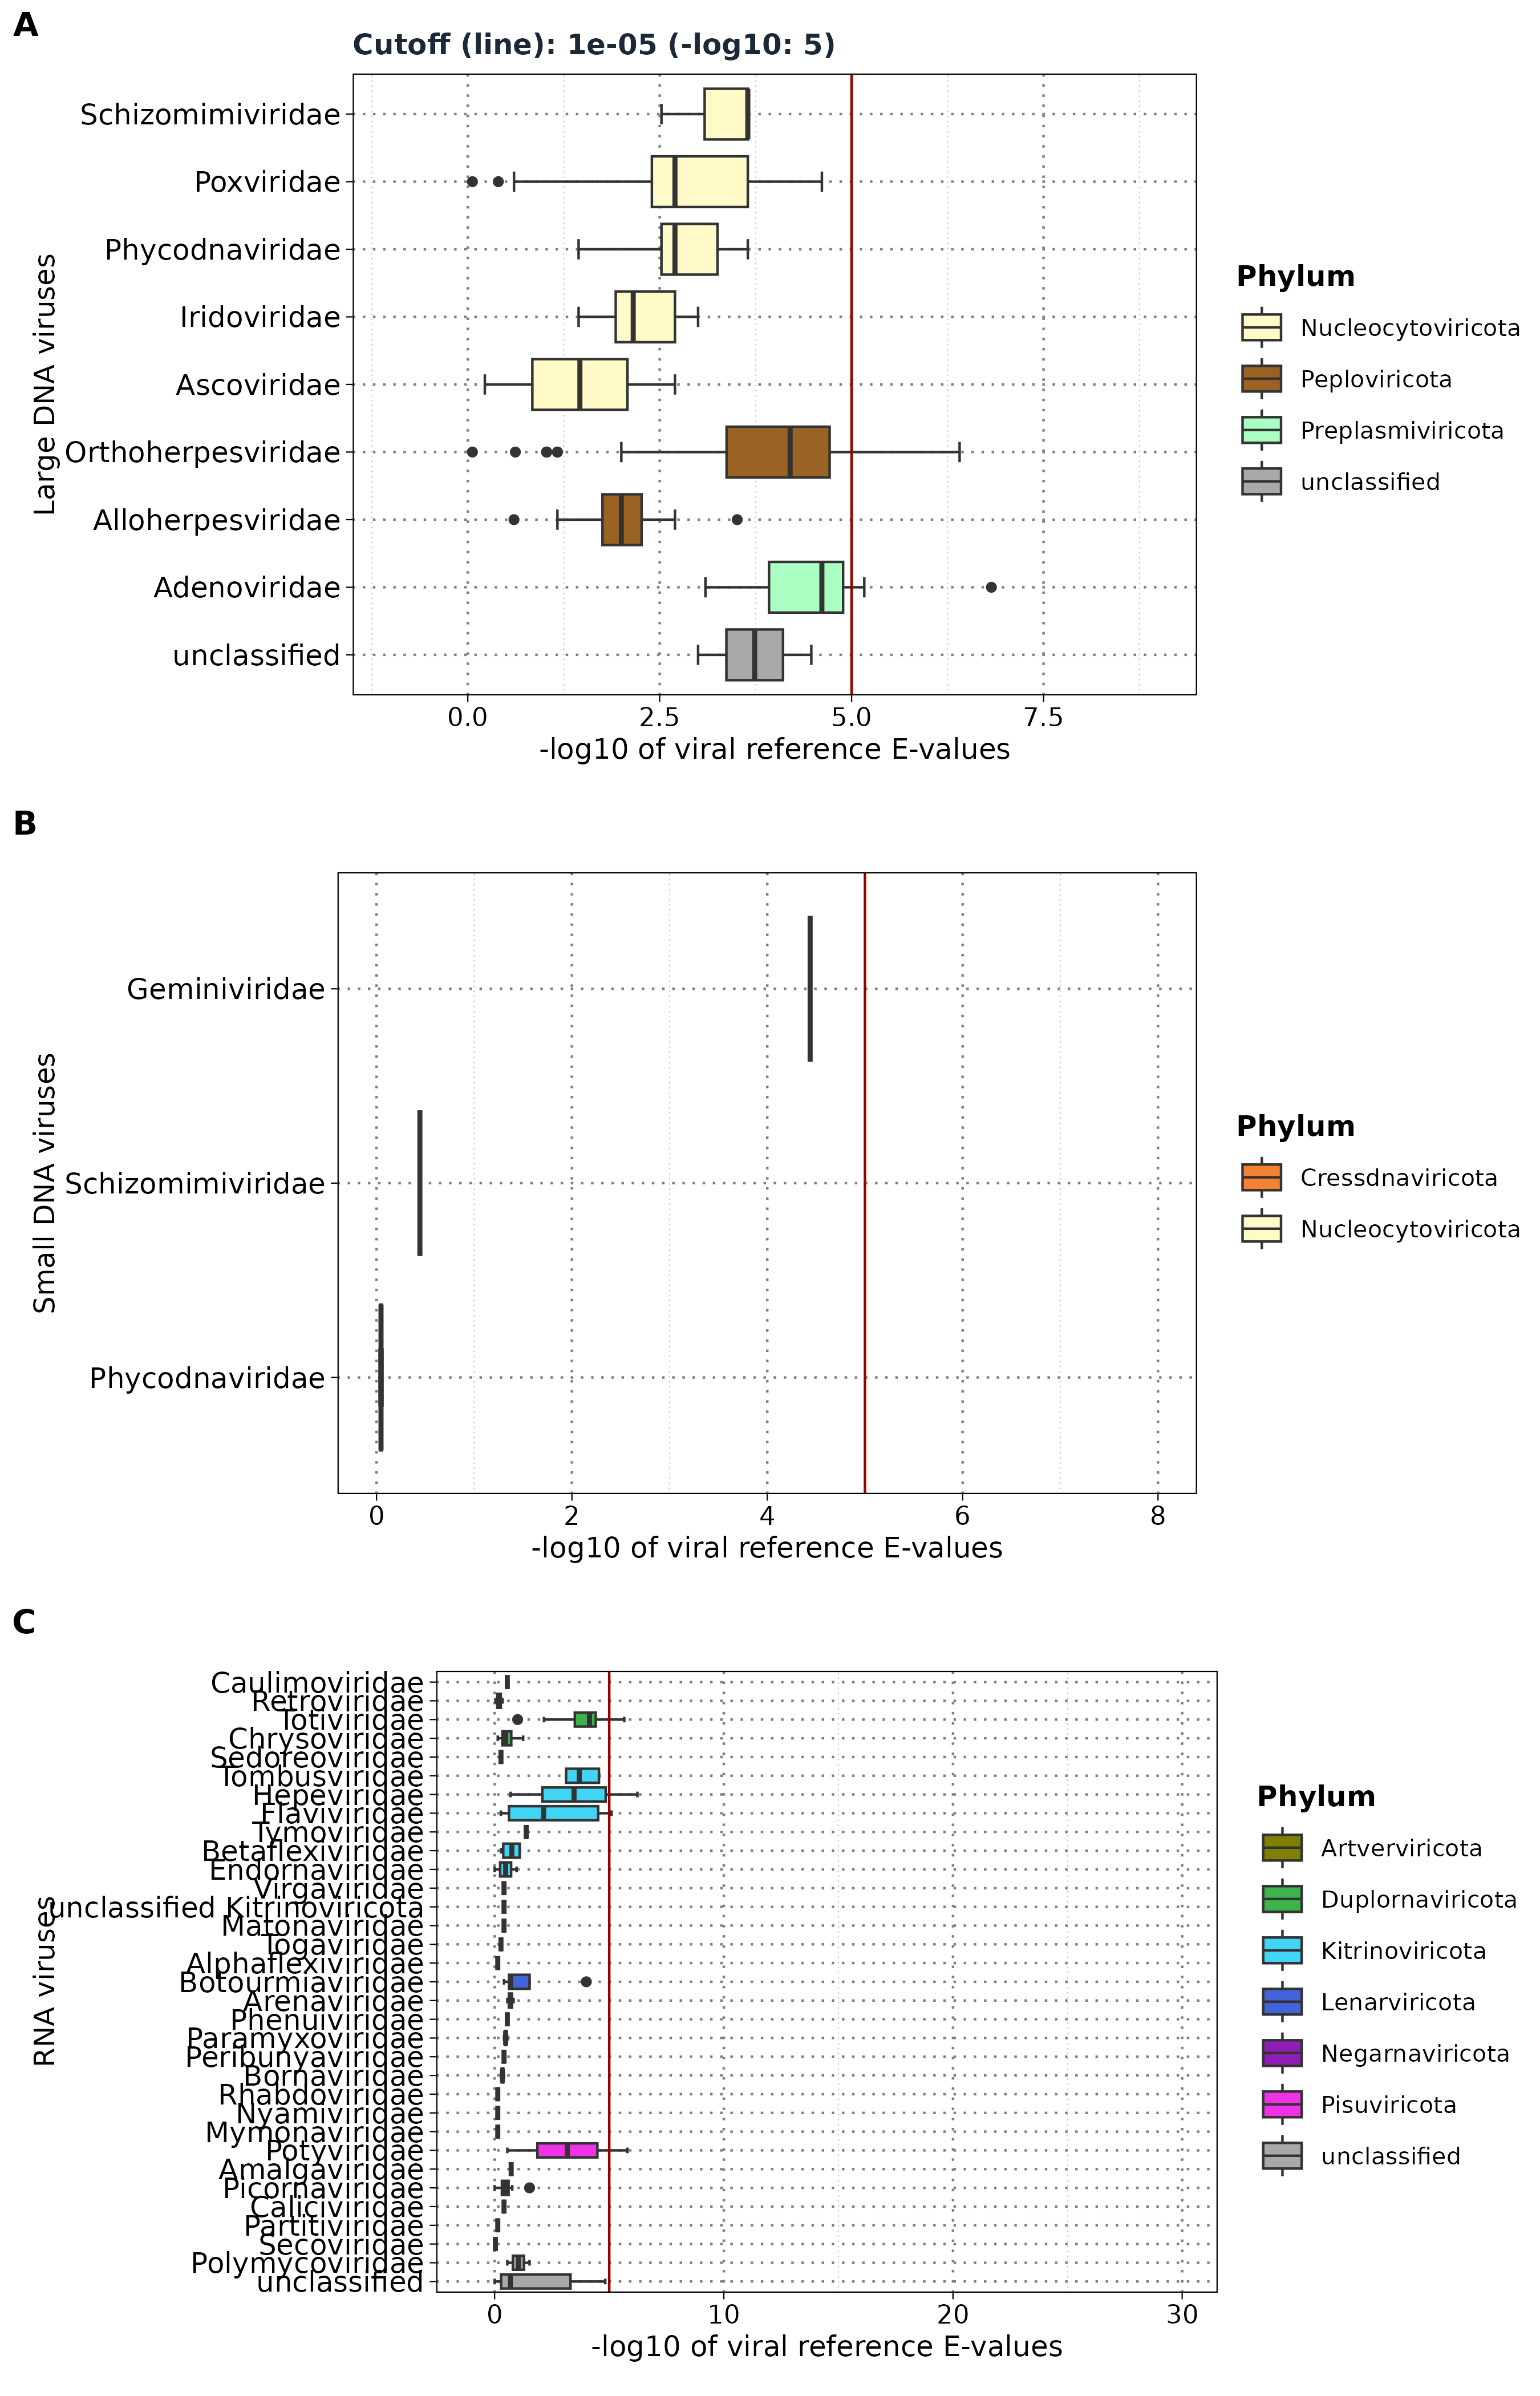 A
Cutoff (line): 1e-05 (-log10: 5)
Large DNA viruses
Schizomimiviridae
Poxviridae
Phycodnaviridae
Iridoviridae
Ascoviridae
Orthoherpesviridae
Alloherpesviridae
Adenoviridae
unclassified
0.0 2.5 5.0 7.5
-log10 of viral reference E-values
Phylum
Nucleocytoviricota
Peploviricota
Preplasmiviricota
unclassified
B
Small DNA viruses
Geminiviridae
Schizomimiviridae
Phycodnaviridae
0 2 4 6 8
-log10 of viral reference E-values
Phylum
Cressdnaviricota
Nucleocytoviricota
C
RNA viruses
Caulimoviridae
Retroviridae
Totiviridae
Chrysoviridae
Sedoreoviridae
Tombusviridae
Hepeviridae
Flaviviridae
Tymoviridae
Betaflexiviridae
Endornaviridae
Virgaviridae
unclassified Kitrinoviricota
Matonaviridae
Togaviridae
Alphaflexiviridae
Botourmiaviridae
Arenaviridae
Phenuiviridae
Paramyxoviridae
Peribunyaviridae
Bornaviridae
Rhabdoviridae
Nyamiviridae
Mymonaviridae
Potyviridae
Amalgaviridae
Picornaviridae
Caliciviridae
Partitiviridae
Secoviridae
Polymycoviridae
unclassified
0 10 20 30
-log10 of viral reference E-values
Phylum
Artverviricota
Duplornaviricota
Kitrinoviricota
Lenarviricota
Negarnaviricota
Pisuviricota
unclassified